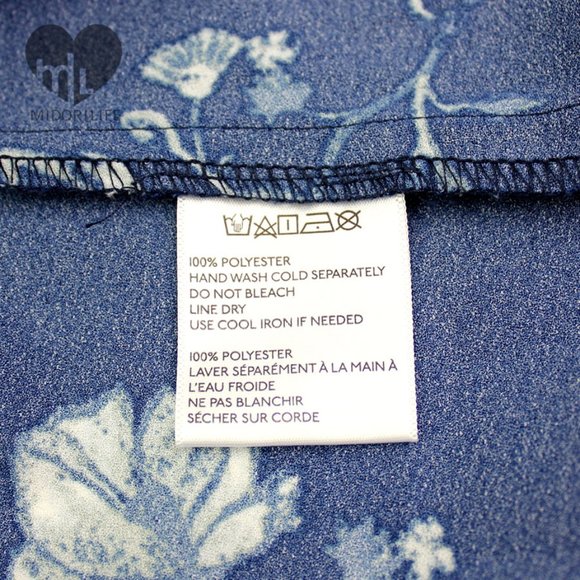 ml
MIDORILIFE
100% POLYESTER
HAND WASH COLD SEPARATELY
DO NOT BLEACH
LINE DRY
USE COOL IRON IF NEEDED
100% POLYESTER
LAVER SÉPARÉMENT À LA MAIN À
L'EAU FROIDE
NE PAS BLANCHIR
SÉCHER SUR CORDE